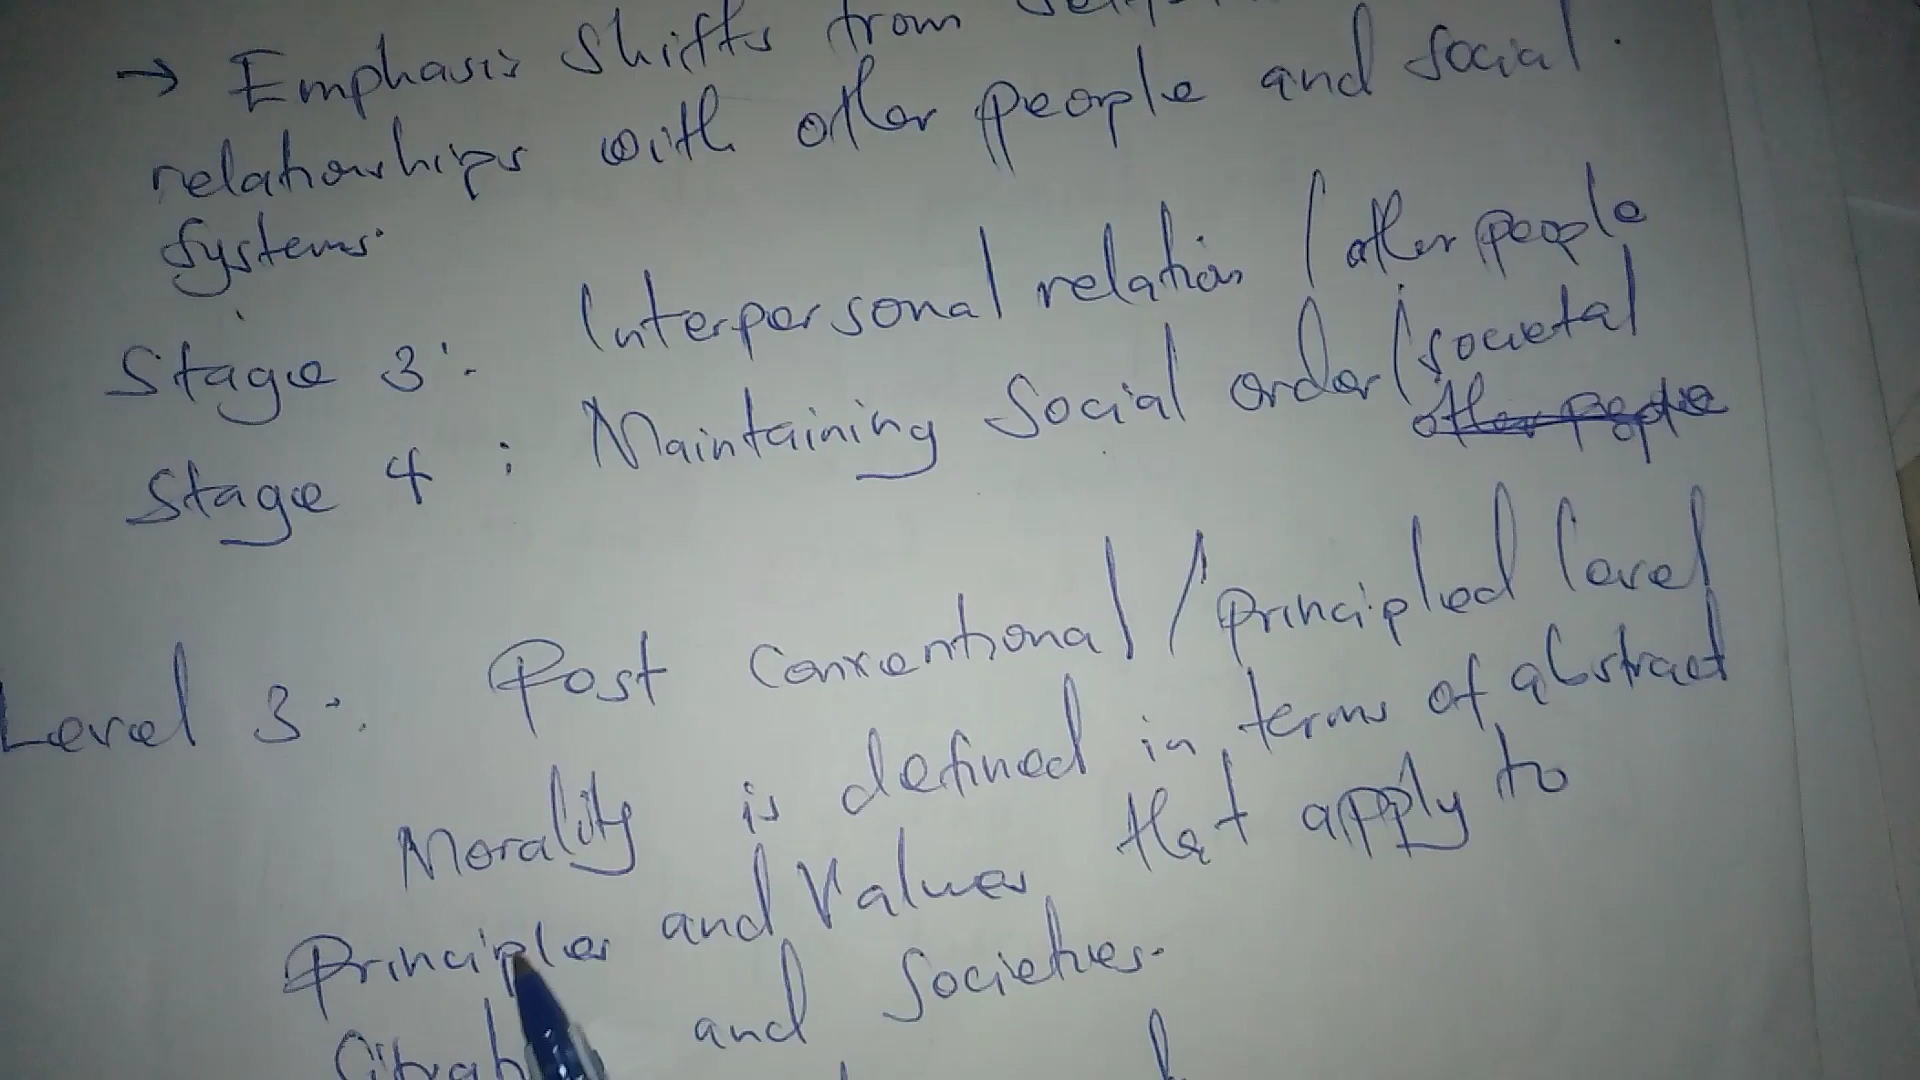 → Emphasis shifts from
relationships with other people and social
systems.
Stage 3: Interpersonal relation / other people
Stage 4: Maintaining Social order / societal
other people
Level 3: Post Conventional / principled level
Morality is defined in terms of abstract
Principles and Values that apply to
and Societies.